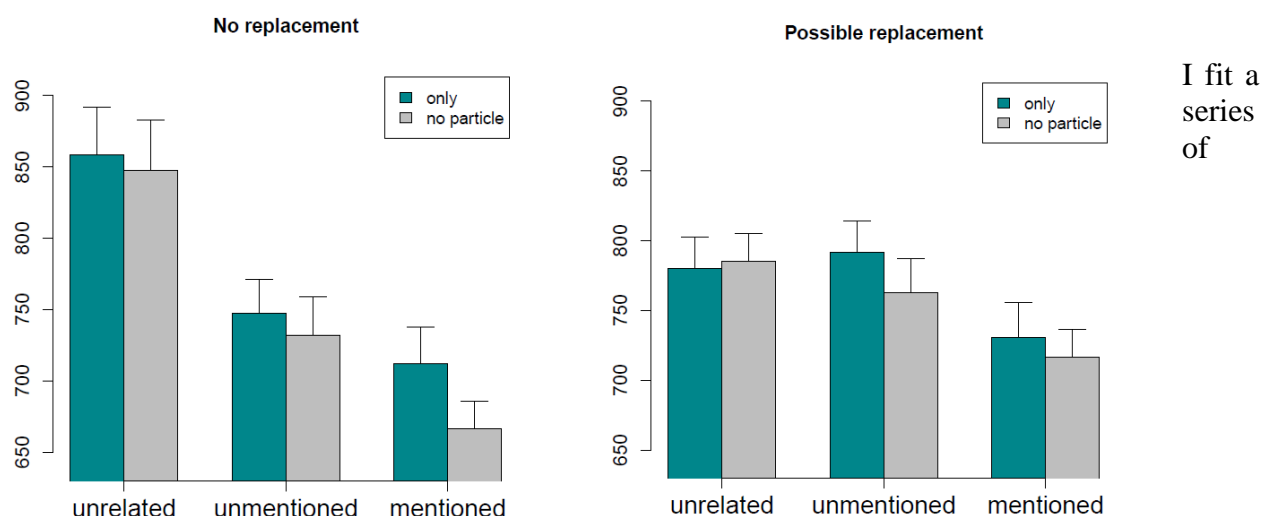 No replacement
only
no particle
900
850
800
750
700
650
unrelated unmentioned mentioned
Possible replacement
only
no particle
900
850
800
750
700
650
unrelated unmentioned mentioned
I fit a
series
of